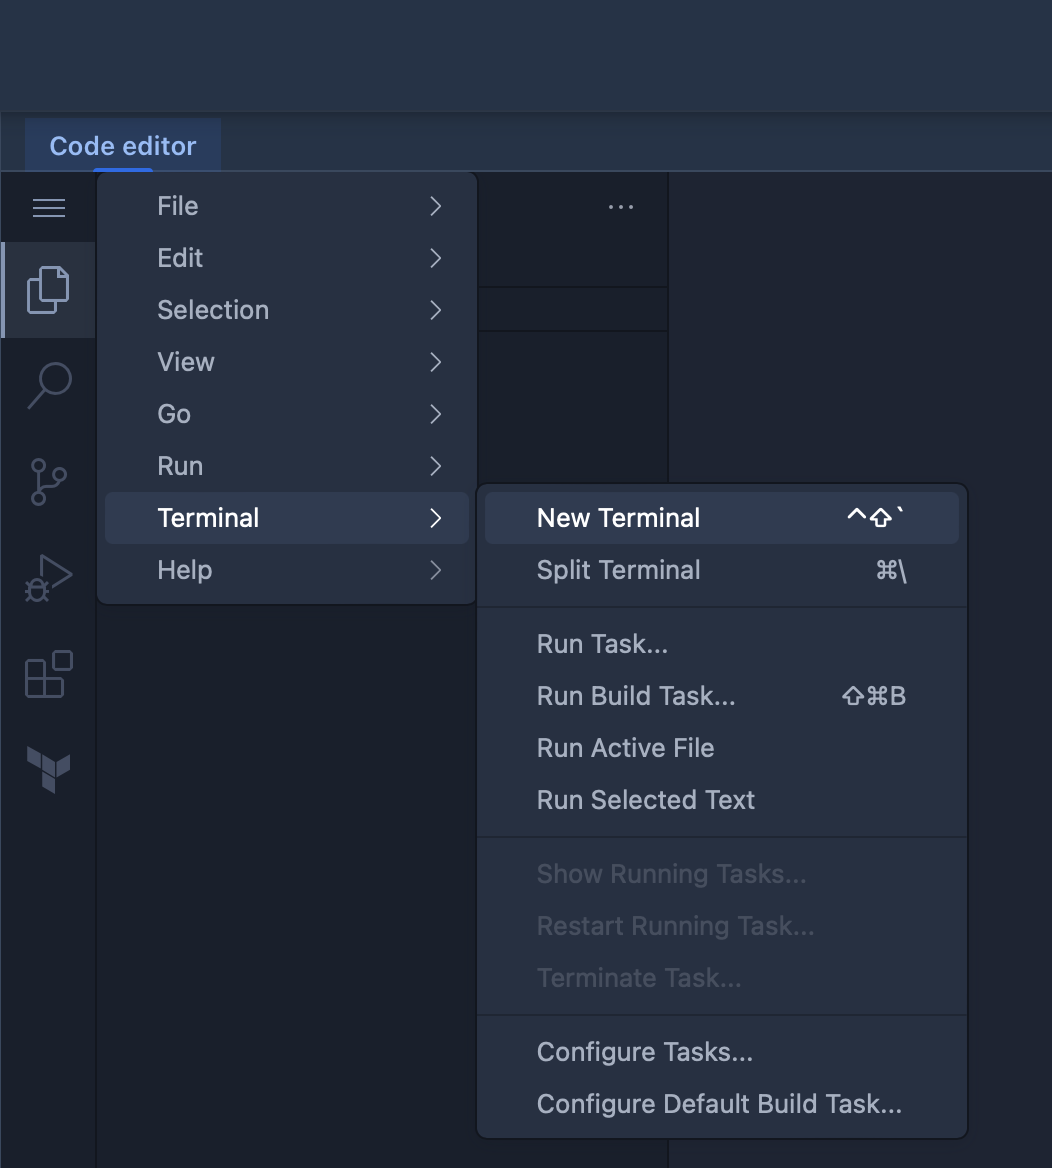 Code editor
File
Edit
Selection
View
Go
Run
Terminal
Help
New Terminal ^⇧`
Split Terminal ⌘\
Run Task...
Run Build Task... ⇧⌘B
Run Active File
Run Selected Text
Show Running Tasks...
Restart Running Task...
Terminate Task...
Configure Tasks...
Configure Default Build Task...